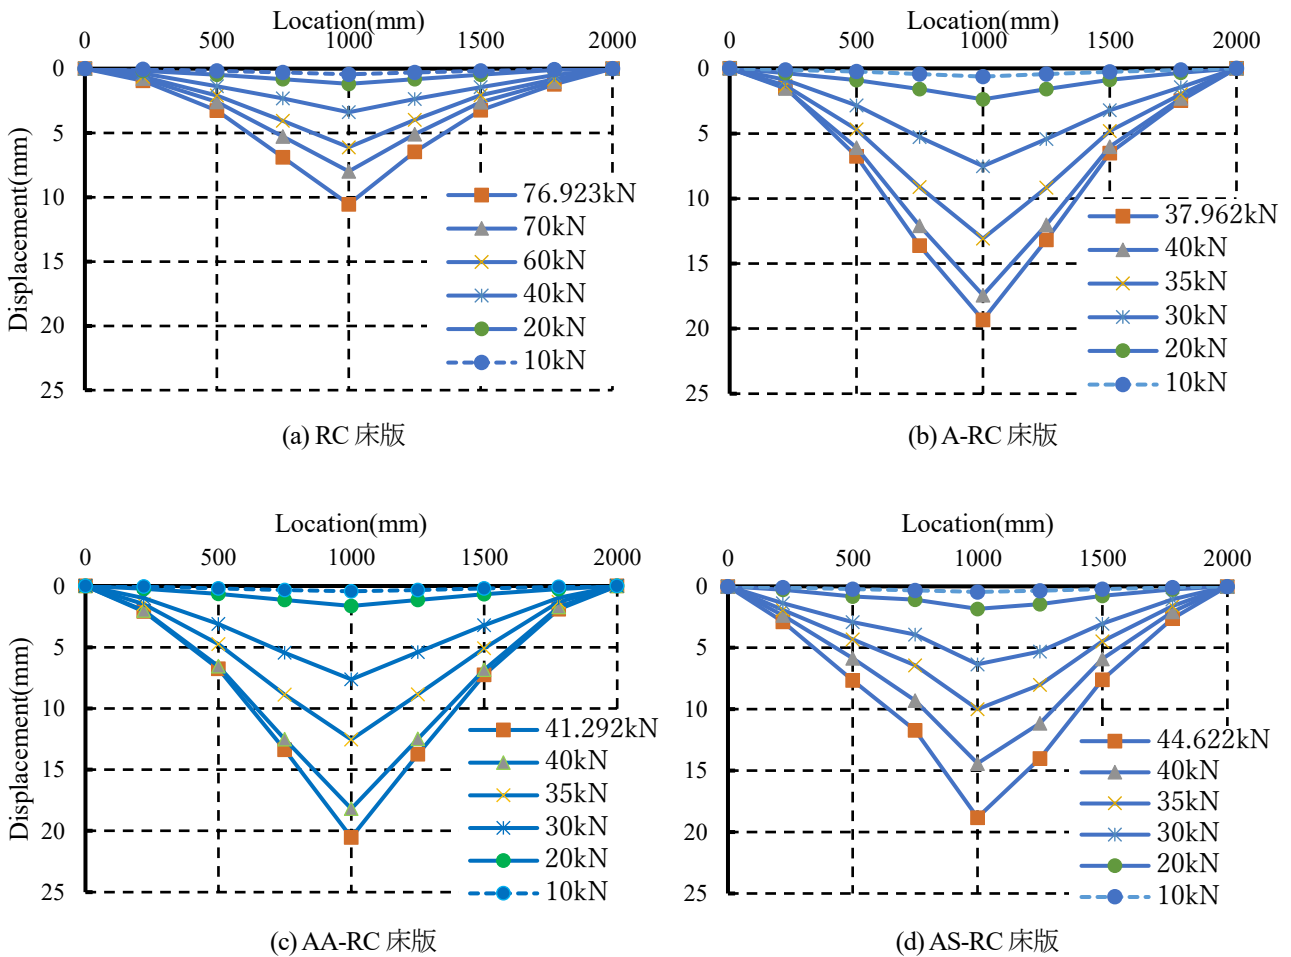 Location(mm)
0 500 1000 1500 2000
0
5
10
15
20
25
Displacement(mm)
76.923kN
70kN
60kN
40kN
20kN
10kN
(a) RC 床版
Location(mm)
0 500 1000 1500 2000
0
5
10
15
20
25
37.962kN
40kN
35kN
30kN
20kN
10kN
(b) A-RC 床版
Location(mm)
0 500 1000 1500 2000
0
5
10
15
20
25
Displacement(mm)
41.292kN
40kN
35kN
30kN
20kN
10kN
(c) AA-RC 床版
Location(mm)
0 500 1000 1500 2000
0
5
10
15
20
25
44.622kN
40kN
35kN
30kN
20kN
10kN
(d) AS-RC 床版